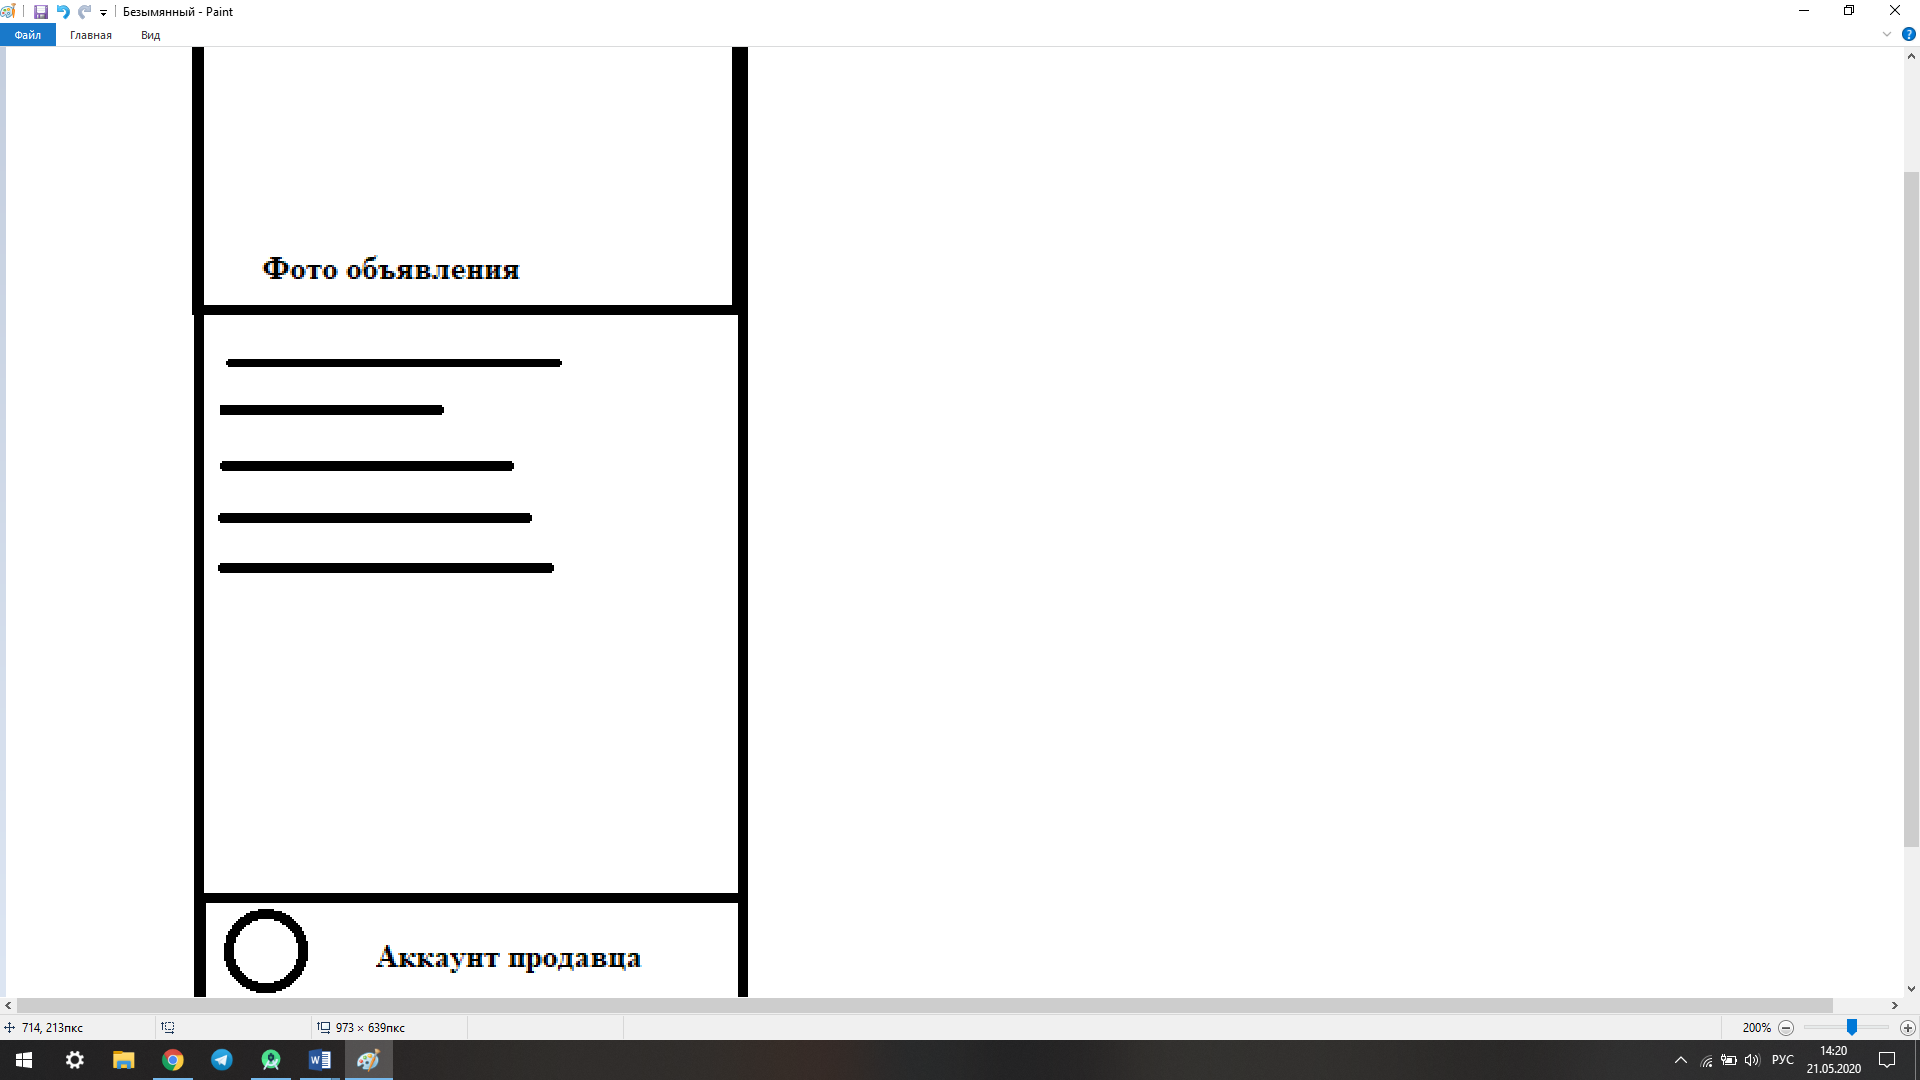 Безымянный - Paint
Файл Главная Вид
?
Фото объявления
Аккаунт продавца
714, 213пкс 973 × 639пкс 200%
РУС 14:20
21.05.2020